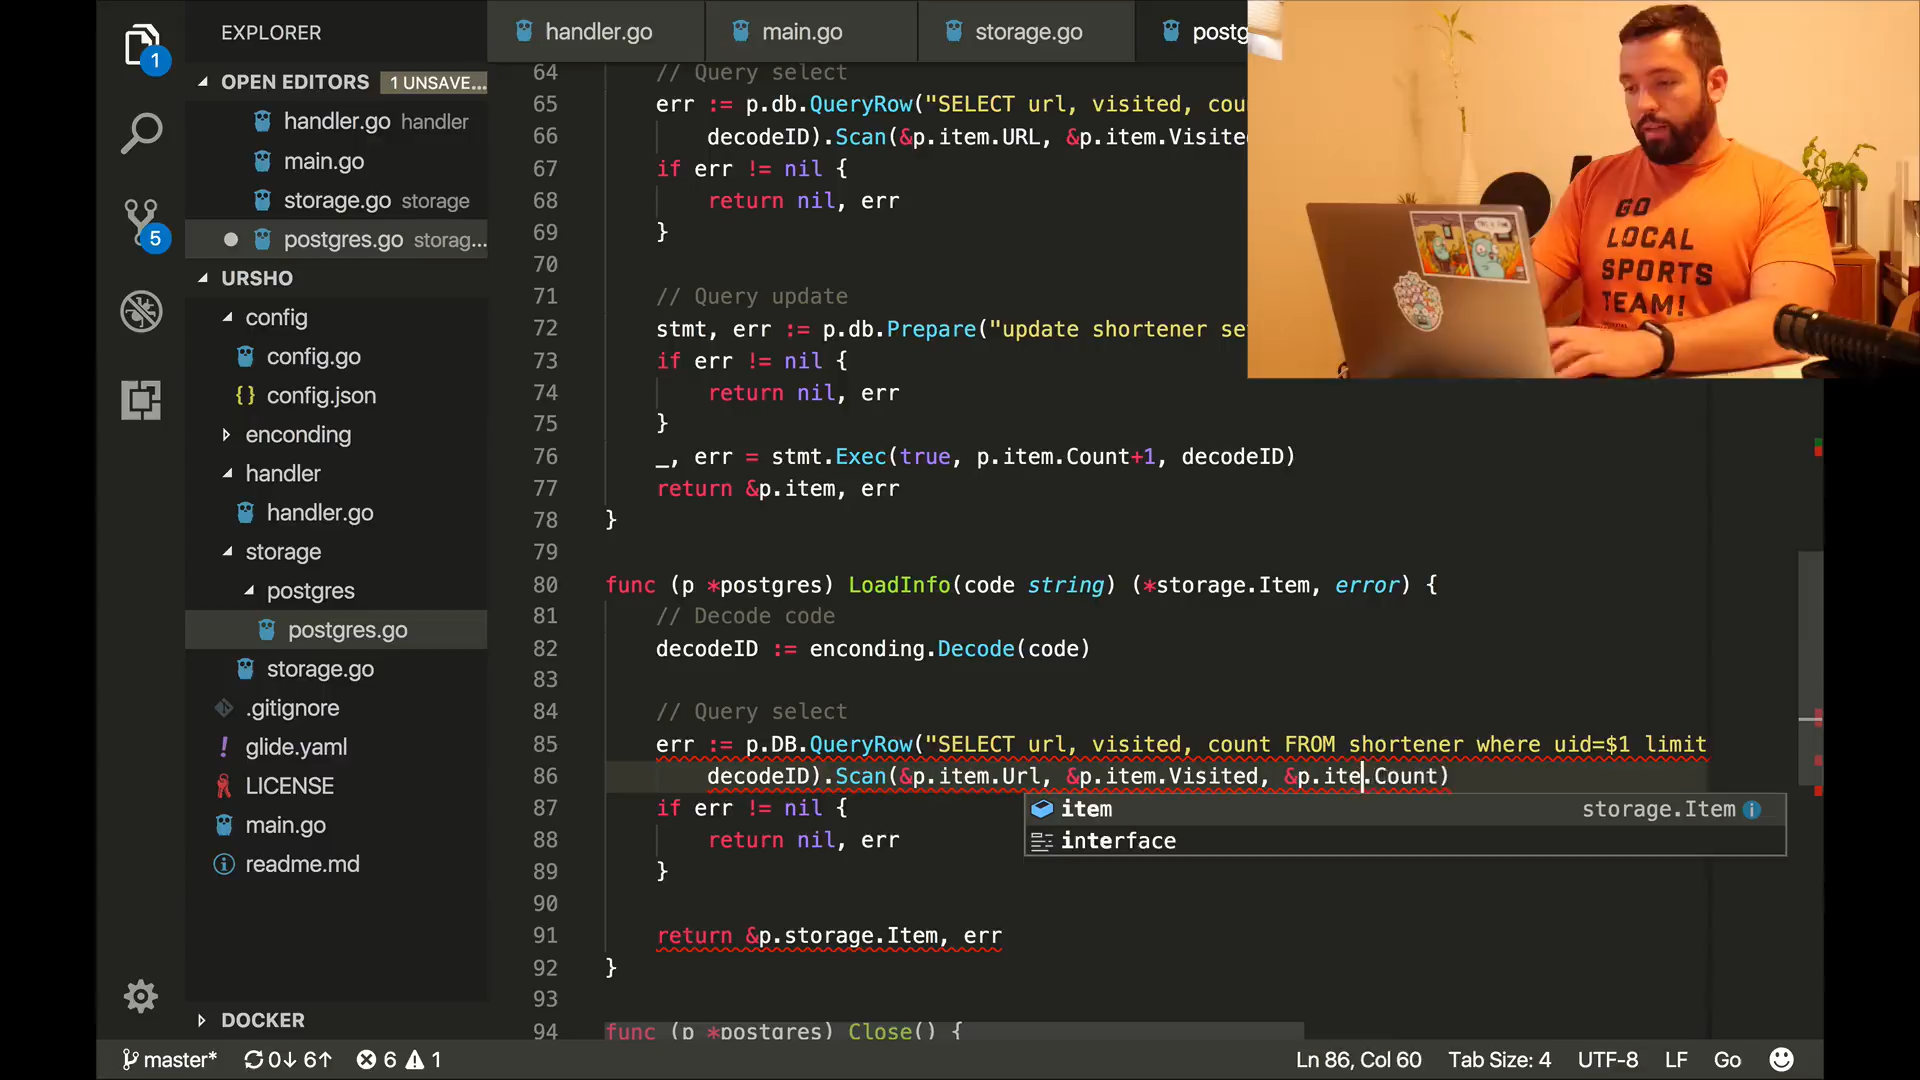 EXPLORER
OPEN EDITORS 1 UNSAVE...
handler.go handler
main.go
storage.go storage
postgres.go storag...
URSHO
config
config.go
{} config.json
enconding
handler
handler.go
storage
postgres
postgres.go
storage.go
.gitignore
! glide.yaml
LICENSE
main.go
readme.md
DOCKER
1
5
handler.go main.go storage.go postg
64 // Query select
65 err := p.db.QueryRow("SELECT url, visited, cou
66 decodeID).Scan(&p.item.URL, &p.item.Visited
67 if err != nil {
68 return nil, err
69 }
70
71 // Query update
72 stmt, err := p.db.Prepare("update shortener se
73 if err != nil {
74 return nil, err
75 }
76 _, err = stmt.Exec(true, p.item.Count+1, decodeID)
77 return &p.item, err
78 }
79
80 func (p *postgres) LoadInfo(code string) (*storage.Item, error) {
81 // Decode code
82 decodeID := enconding.Decode(code)
83
84 // Query select
85 err := p.DB.QueryRow("SELECT url, visited, count FROM shortener where uid=$1 limit
86 decodeID).Scan(&p.item.Url, &p.item.Visited, &p.ite.Count)
87 if err != nil {
88 return nil, err
89 }
90
91 return &p.storage.Item, err
92 }
93
94 func (p *postgres) Close() {
item storage.Item
interface
GO
LOCAL
SPORTS
TEAM!
master* 0↓ 6↑ 6 1 Ln 86, Col 60 Tab Size: 4 UTF-8 LF Go